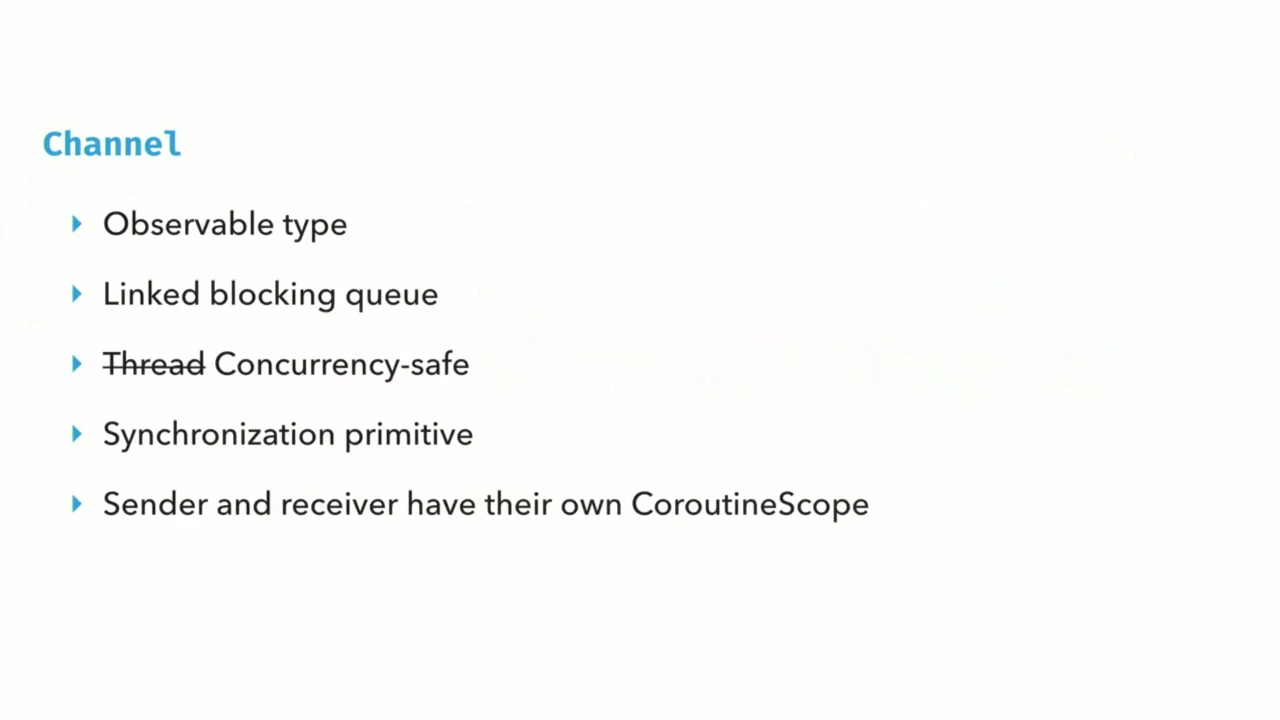 Channel
Observable type
Linked blocking queue
Thread Concurrency-safe
Synchronization primitive
Sender and receiver have their own CoroutineScope